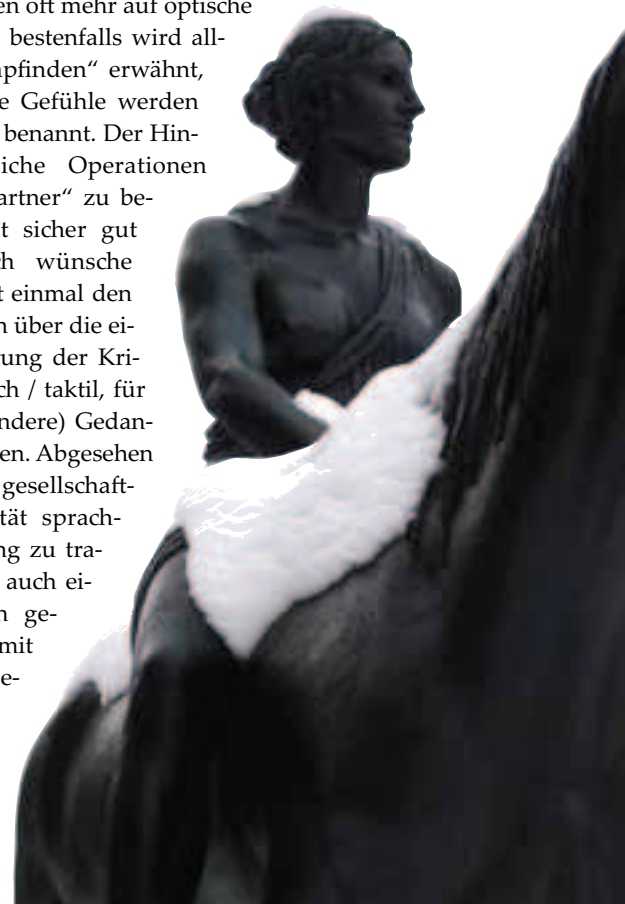 en oft mehr auf optische
bestenfalls wird all-
pfinden“ erwähnt,
e Gefühle werden
benannt. Der Hin-
iche Operationen
artner“ zu be-
t sicher gut
ch wünsche
t einmal den
n über die ei-
rung der Kri-
ch / taktil, für
ndere) Gedan-
en. Abgesehen
gesellschaft-
tät sprach-
ng zu tra-
auch ei-
n ge-
mit
e-